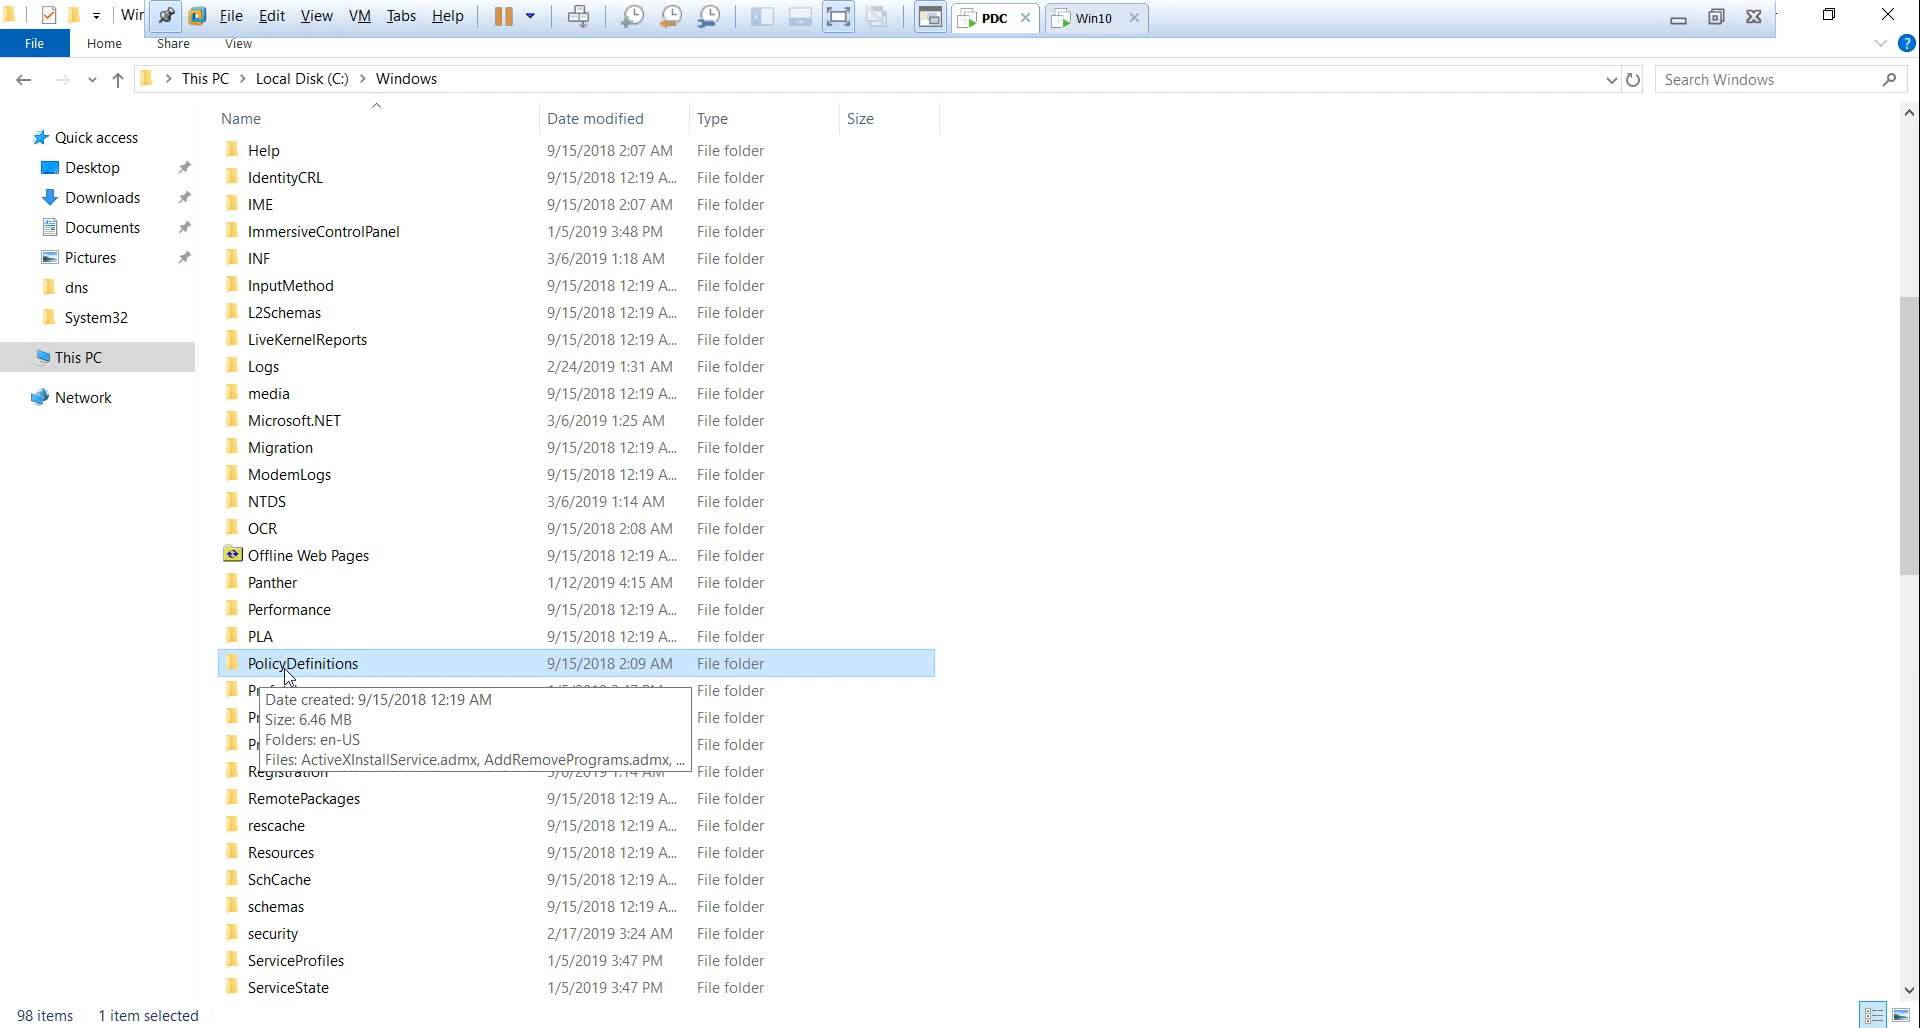 Wir
File Edit View VM Tabs Help
PDC
Win10
File Home Share View
This PC > Local Disk (C:) > Windows
Search Windows
Name Date modified Type Size
Quick access
Desktop
Downloads
Documents
Pictures
dns
System32
This PC
Network
Help 9/15/2018 2:07 AM File folder
IdentityCRL 9/15/2018 12:19 A... File folder
IME 9/15/2018 2:07 AM File folder
ImmersiveControlPanel 1/5/2019 3:48 PM File folder
INF 3/6/2019 1:18 AM File folder
InputMethod 9/15/2018 12:19 A... File folder
L2Schemas 9/15/2018 12:19 A... File folder
LiveKernelReports 9/15/2018 12:19 A... File folder
Logs 2/24/2019 1:31 AM File folder
media 9/15/2018 12:19 A... File folder
Microsoft.NET 3/6/2019 1:25 AM File folder
Migration 9/15/2018 12:19 A... File folder
ModemLogs 9/15/2018 12:19 A... File folder
NTDS 3/6/2019 1:14 AM File folder
OCR 9/15/2018 2:08 AM File folder
Offline Web Pages 9/15/2018 12:19 A... File folder
Panther 1/12/2019 4:15 AM File folder
Performance 9/15/2018 12:19 A... File folder
PLA 9/15/2018 12:19 A... File folder
PolicyDefinitions 9/15/2018 2:09 AM File folder
File folder
Date created: 9/15/2018 12:19 AM
Size: 6.46 MB
Folders: en-US
Files: ActiveXInstallService.admx, AddRemovePrograms.admx, ...
File folder
File folder
Registration 3/6/2019 1:14 AM File folder
RemotePackages 9/15/2018 12:19 A... File folder
rescache 9/15/2018 12:19 A... File folder
Resources 9/15/2018 12:19 A... File folder
SchCache 9/15/2018 12:19 A... File folder
schemas 9/15/2018 12:19 A... File folder
security 2/17/2019 3:24 AM File folder
ServiceProfiles 1/5/2019 3:47 PM File folder
ServiceState 1/5/2019 3:47 PM File folder
98 items 1 item selected